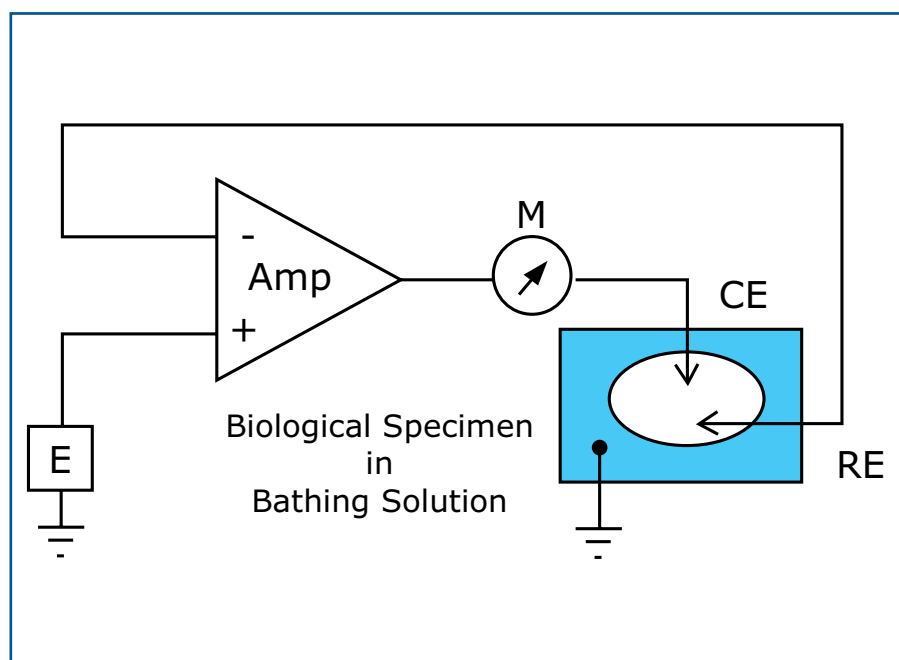 M
-
Amp
+
CE
Biological Specimen
in
Bathing Solution
E
RE